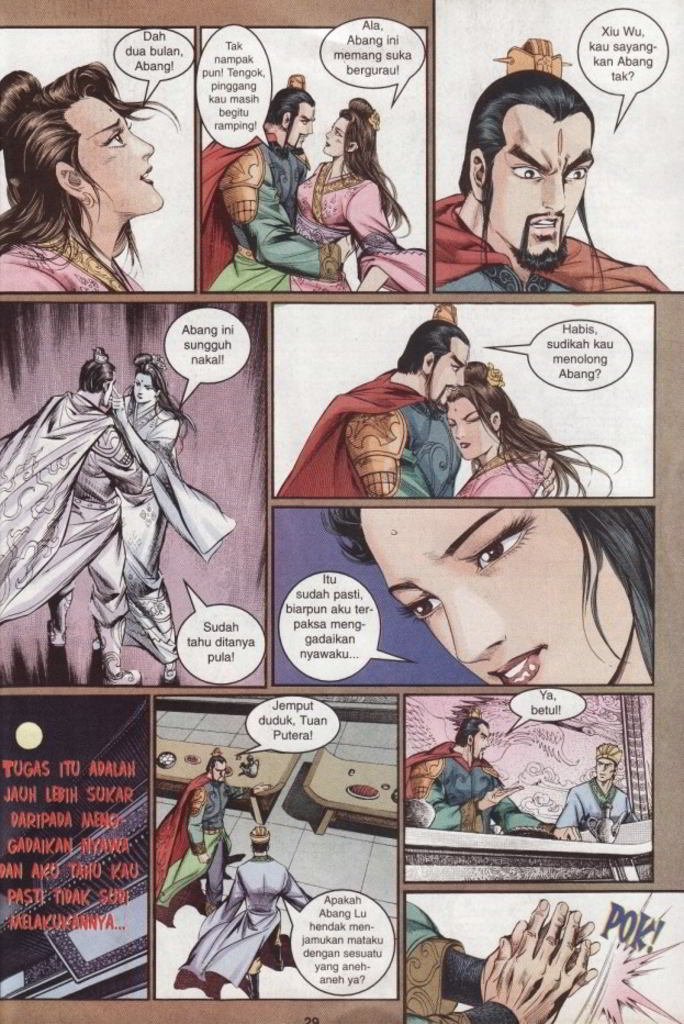 Dah
dua bulan,
Abang!
Tak
nampak
pun! Tengok,
pinggang
kau masih
begitu
ramping!
Ala,
Abang ini
memang suka
bergurau!
Xiu Wu,
kau sayang-
kan Abang
tak?
Abang ini
sungguh
nakal!
Sudah
tahu ditanya
pula!
Habis,
sudikah kau
menolong
Abang?
Itu
sudah pasti,
biarpun aku ter-
paksa meng-
gadaikan
nyawaku...
TUGAS ITU ADALAH
JAUH LEBIH SUKAR
DARIPADA MENG-
GADAIKAN NYAWA
DAN AKU TAHU KAU
PASTI TIDAK SUDI
MELAKUKANNYA...
Jemput
duduk, Tuan
Putera!
Apakah
Abang Lu
hendak men-
jamukan mataku
dengan sesuatu
yang aneh-
aneh ya?
Ya,
betul!
POK!
29